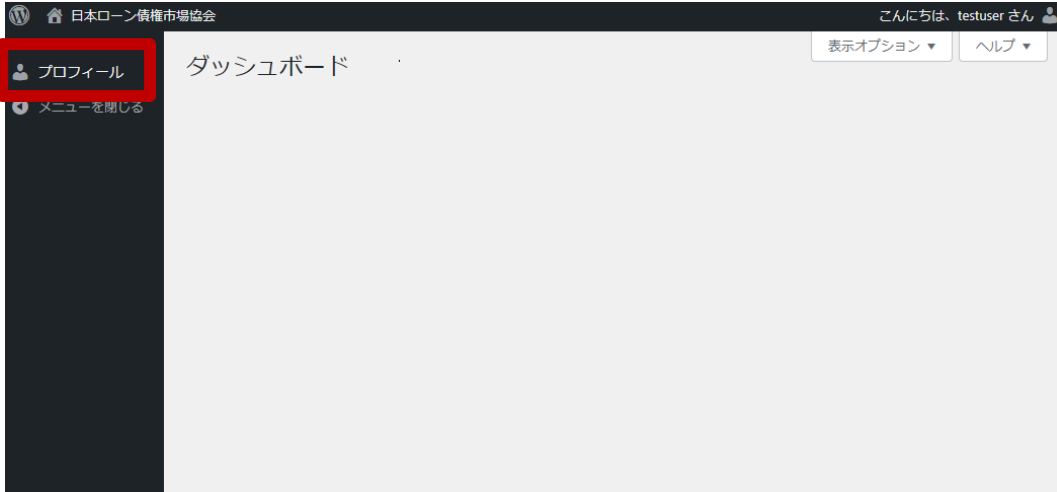 日本ローン債権市場協会
こんにちは、testuser さん
表示オプション ▼
ヘルプ ▼
プロフィール
ダッシュボード
メニューを閉じる